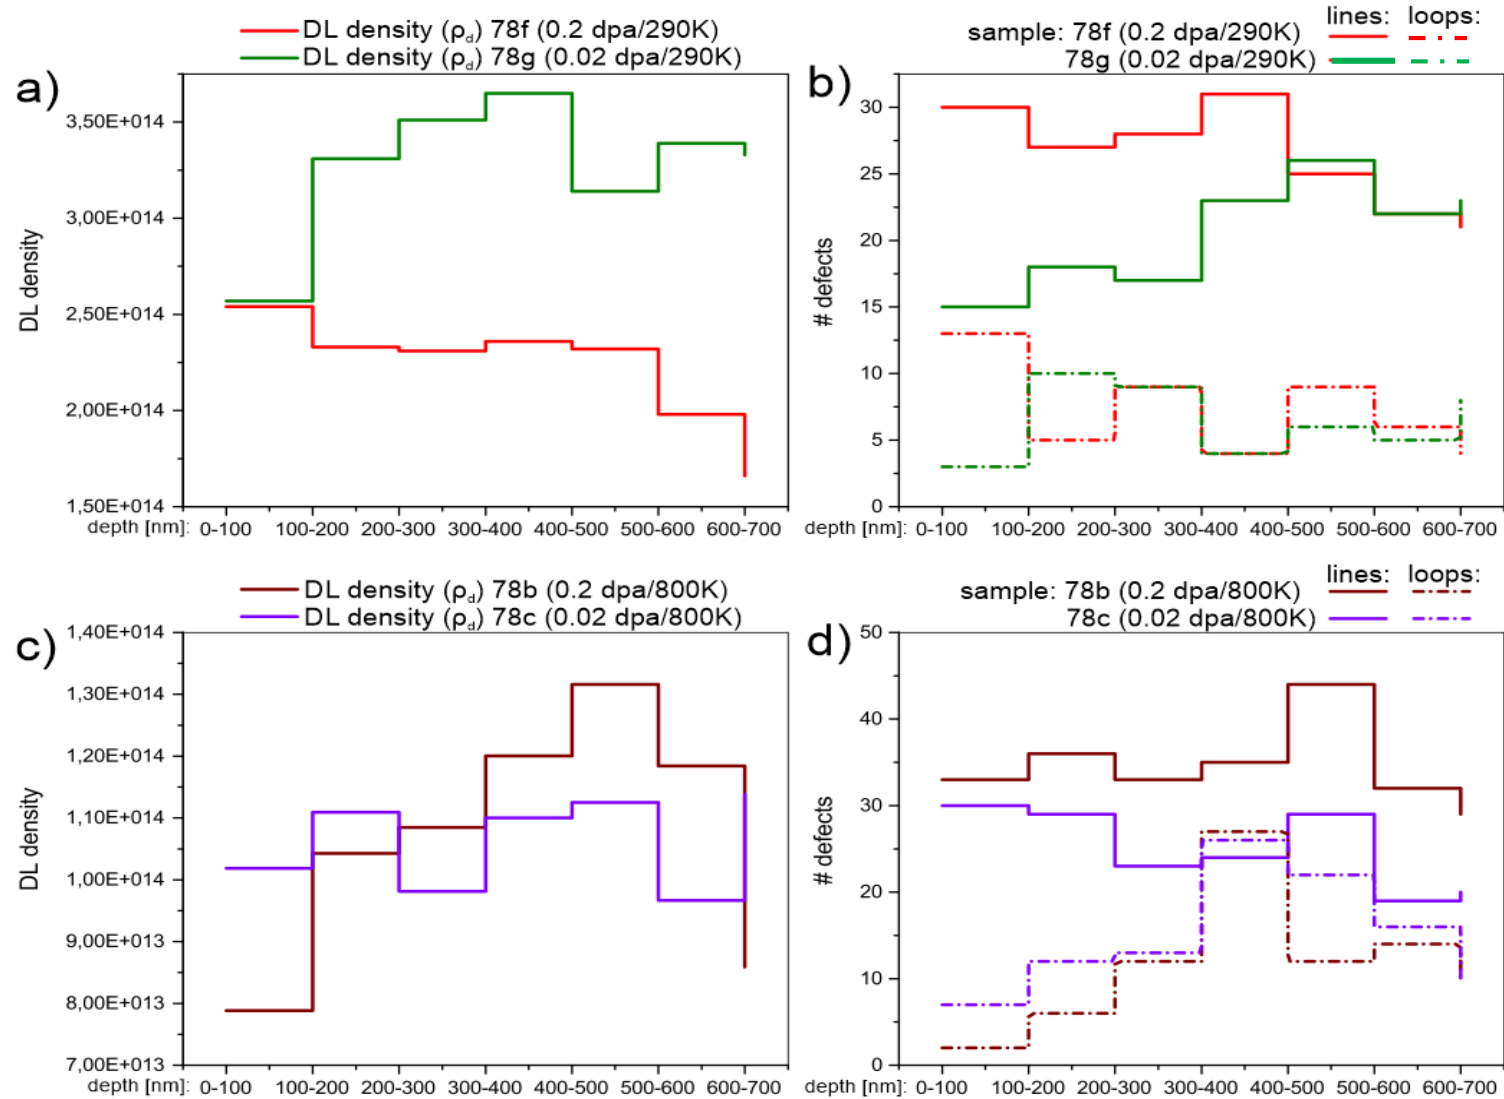 DL density (ρd) 78f (0.2 dpa/290K)
DL density (ρd) 78g (0.02 dpa/290K)
a)
3,50E+014
3,00E+014
2,50E+014
2,00E+014
1,50E+014
DL density
depth [nm]: 0-100 100-200 200-300 300-400 400-500 500-600 600-700
lines: loops:
sample: 78f (0.2 dpa/290K)
78g (0.02 dpa/290K)
b)
30
25
20
15
10
5
0
# defects
depth [nm]: 0-100 100-200 200-300 300-400 400-500 500-600 600-700
DL density (ρd) 78b (0.2 dpa/800K)
DL density (ρd) 78c (0.02 dpa/800K)
c)
1,40E+014
1,30E+014
1,20E+014
1,10E+014
1,00E+014
9,00E+013
8,00E+013
7,00E+013
DL density
depth [nm]: 0-100 100-200 200-300 300-400 400-500 500-600 600-700
lines: loops:
sample: 78b (0.2 dpa/800K)
78c (0.02 dpa/800K)
d)
50
40
30
20
10
0
# defects
depth [nm]: 0-100 100-200 200-300 300-400 400-500 500-600 600-700